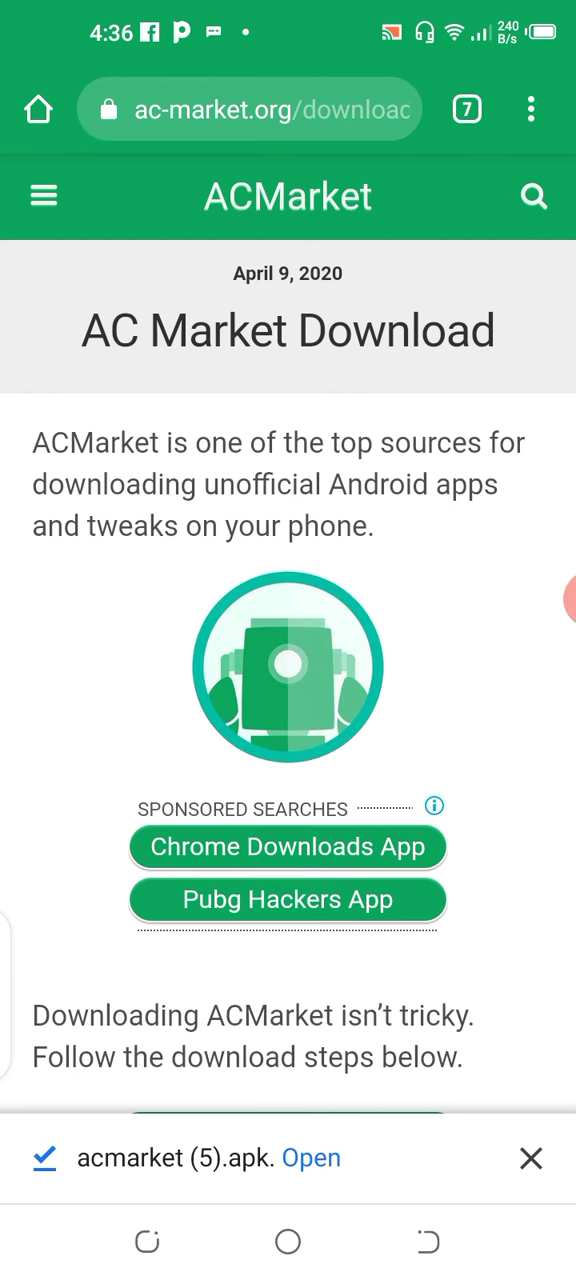 4:36
240
B/s
ac-market.org/downloac
7
ACMarket
April 9, 2020
AC Market Download
ACMarket is one of the top sources for
downloading unofficial Android apps
and tweaks on your phone.
SPONSORED SEARCHES
Chrome Downloads App
Pubg Hackers App
Downloading ACMarket isn’t tricky.
Follow the download steps below.
acmarket (5).apk. Open